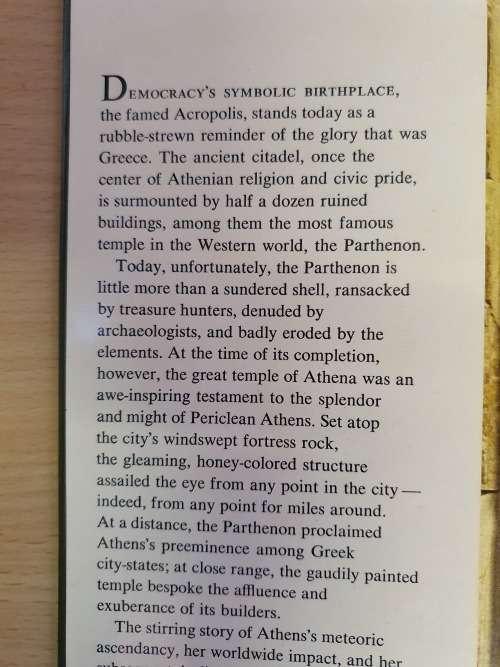 DEMOCRACY'S SYMBOLIC BIRTHPLACE,
the famed Acropolis, stands today as a
rubble-strewn reminder of the glory that was
Greece. The ancient citadel, once the
center of Athenian religion and civic pride,
is surmounted by half a dozen ruined
buildings, among them the most famous
temple in the Western world, the Parthenon.
Today, unfortunately, the Parthenon is
little more than a sundered shell, ransacked
by treasure hunters, denuded by
archaeologists, and badly eroded by the
elements. At the time of its completion,
however, the great temple of Athena was an
awe-inspiring testament to the splendor
and might of Periclean Athens. Set atop
the city's windswept fortress rock,
the gleaming, honey-colored structure
assailed the eye from any point in the city —
indeed, from any point for miles around.
At a distance, the Parthenon proclaimed
Athens's preeminence among Greek
city-states; at close range, the gaudily painted
temple bespoke the affluence and
exuberance of its builders.
The stirring story of Athens's meteoric
ascendancy, her worldwide impact, and her